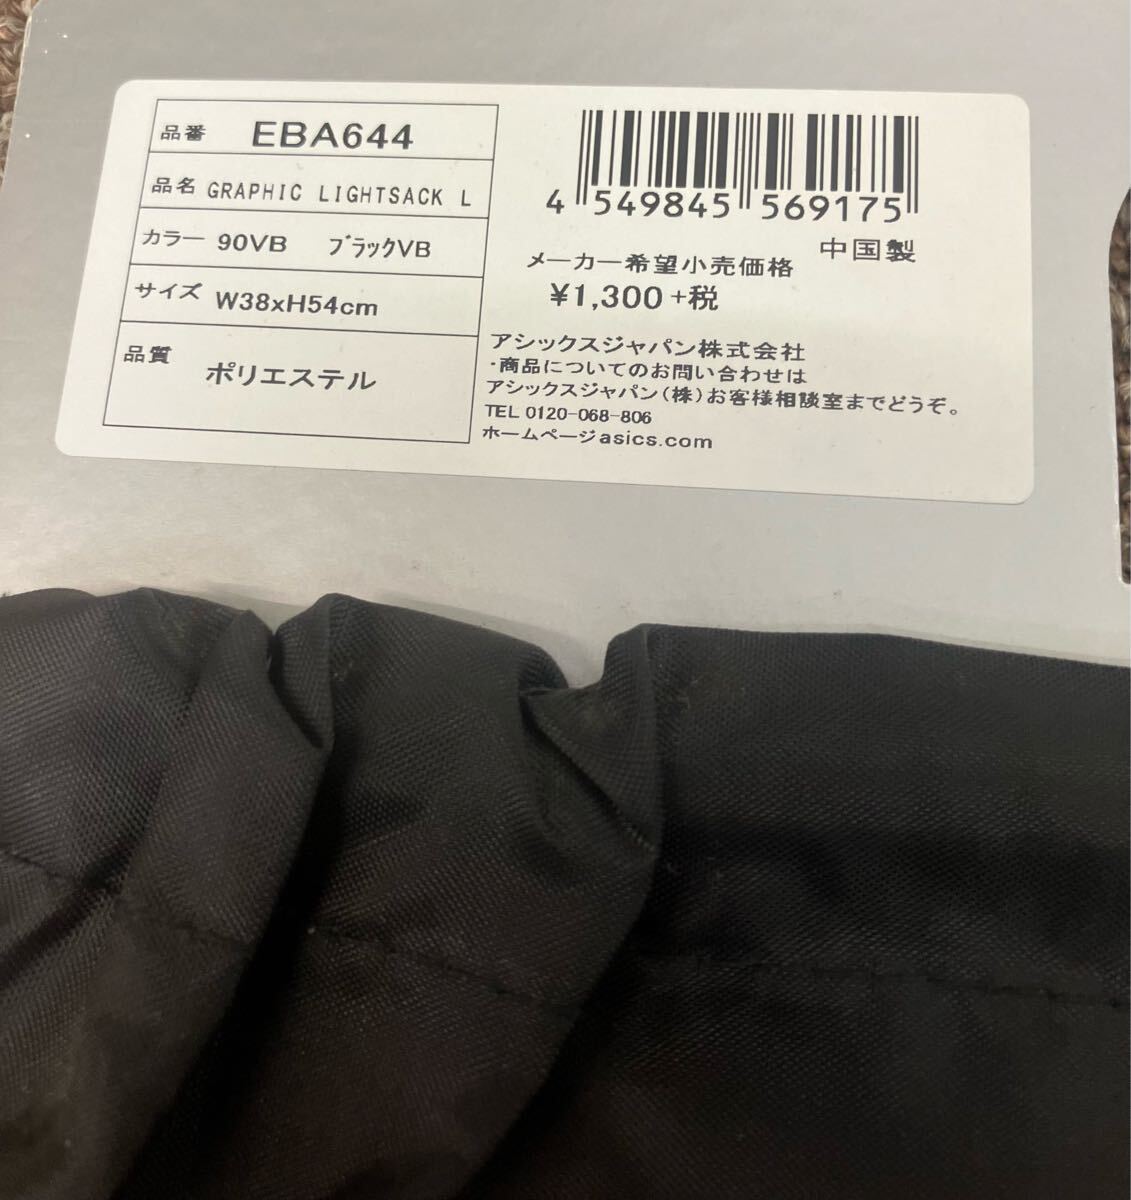 品番 EBA644
品名 GRAPHIC LIGHTSACK L
カラー 90VB ブラックVB
サイズ W38xH54cm
品質 ポリエステル
4 549845 569175
中国製
メーカー希望小売価格
¥1,300+税
アシックスジャパン株式会社
・商品についてのお問い合わせは
アシックスジャパン(株)お客様相談室までどうぞ。
TEL 0120-068-806
ホームページasics.com